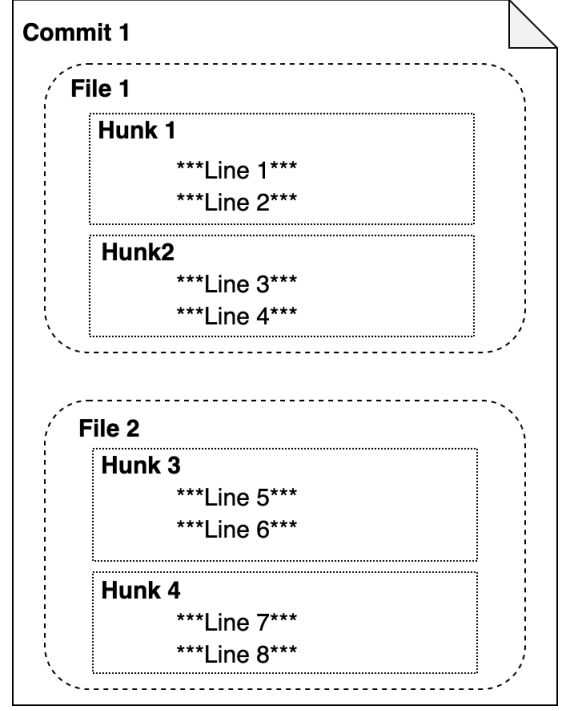 Commit 1
File 1
Hunk 1
***Line 1***
***Line 2***
Hunk2
***Line 3***
***Line 4***
File 2
Hunk 3
***Line 5***
***Line 6***
Hunk 4
***Line 7***
***Line 8***